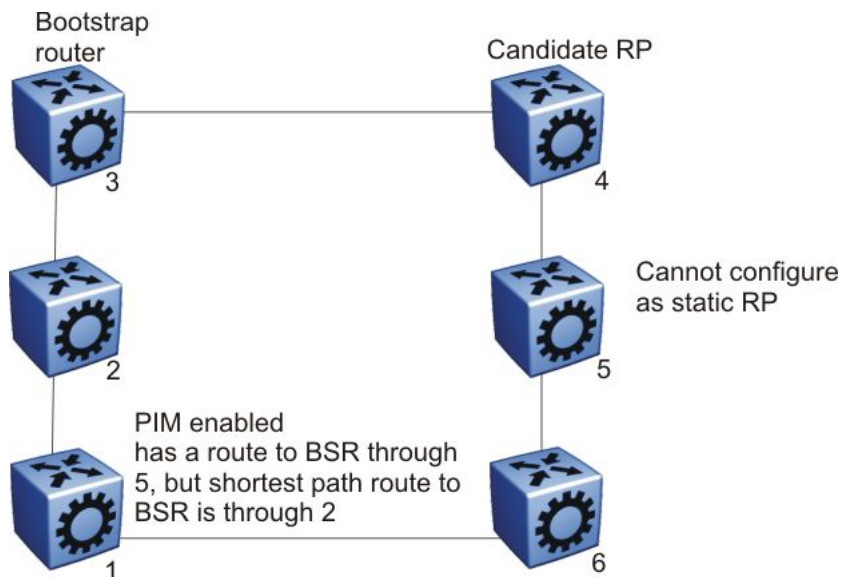 Bootstrap
router
Candidate RP
3
4
Cannot configure
as static RP
2
5
PIM enabled
has a route to BSR through
5, but shortest path route to
BSR is through 2
1
6